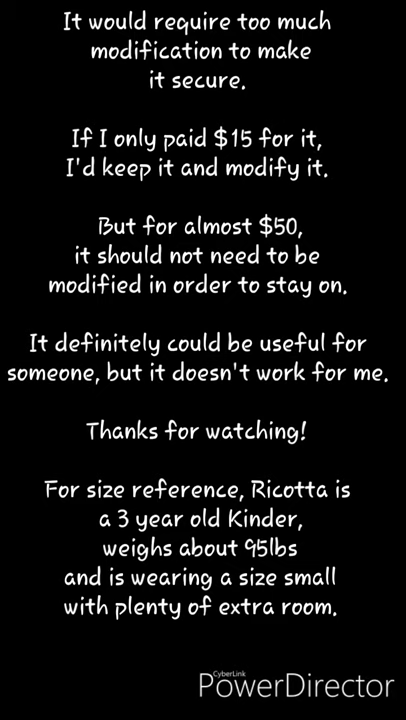 It would require too much
modification to make
it secure.
If I only paid $15 for it,
I'd keep it and modify it.
But for almost $50,
it should not need to be
modified in order to stay on.
It definitely could be useful for
someone, but it doesn't work for me.
Thanks for watching!
For size reference, Ricotta is
a 3 year old Kinder,
weighs about 95lbs
and is wearing a size small
with plenty of extra room.
CyberLink
PowerDirector